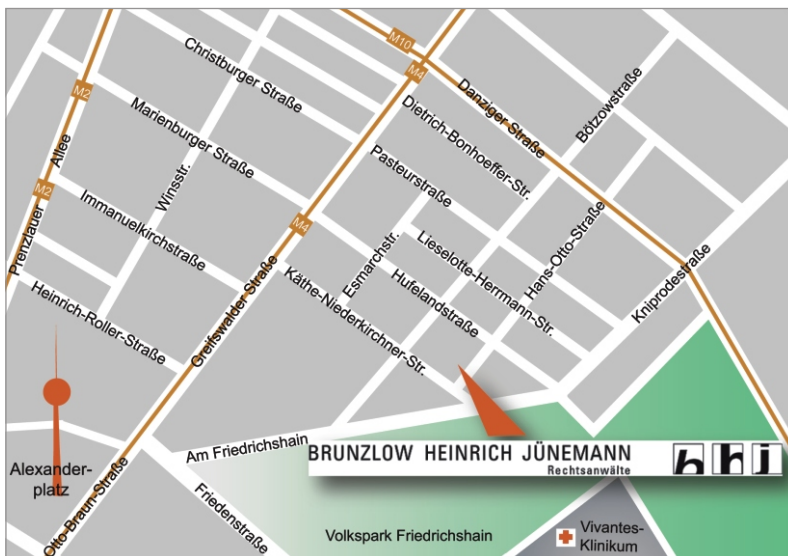 M10
M4
Christburger Straße
Danziger Straße
Bötzowstraße
M2
Dietrich-Bonhoeffer-Str.
Marienburger Straße
Pasteurstraße
Allee
Winsstr.
M2
Immanuelkirchstraße
M4
Prenzlauer
Esmarchstr.
Lieselotte-Herrmann-Str.
Hans-Otto-Straße
Kniprodestraße
Hufelandstraße
Käthe-Niederkirchner-Str.
Greifswalder Straße
Heinrich-Roller-Straße
Am Friedrichshain
BRUNZLOW HEINRICH JÜNEMANN
Rechtsanwälte
bhj
Alexander-
platz
Otto-Braun-Straße
Friedenstraße
Volkspark Friedrichshain
Vivantes-
Klinikum